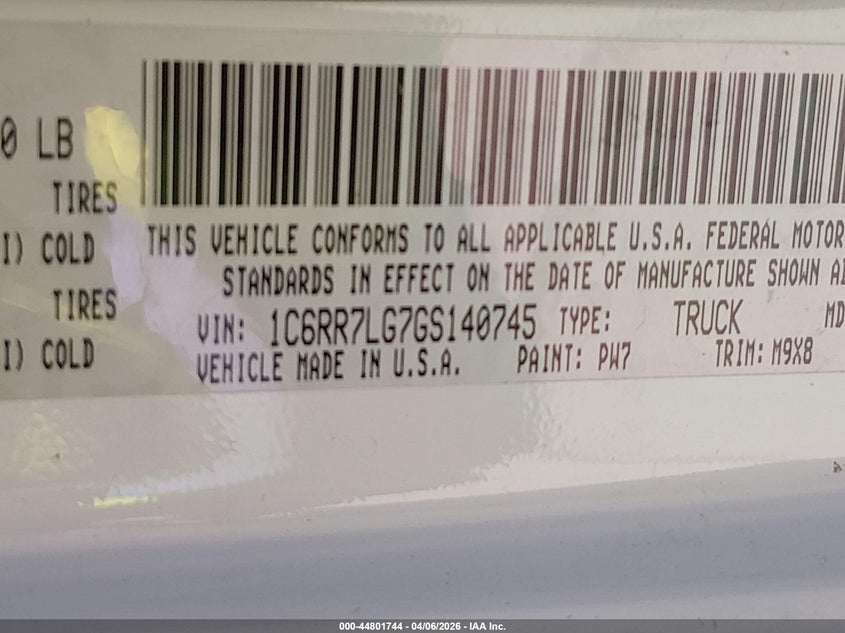 0 LB
TIRES
I) COLD
TIRES
I) COLD
THIS VEHICLE CONFORMS TO ALL APPLICABLE U.S.A. FEDERAL MOTOR
STANDARDS IN EFFECT ON THE DATE OF MANUFACTURE SHOWN
VIN: 1C6RR7LG7GS140745 TYPE: TRUCK MD
VEHICLE MADE IN U.S.A. PAINT: PW7 TRIM: M9X8
000-44801744 - 04/06/2026 - IAA Inc.